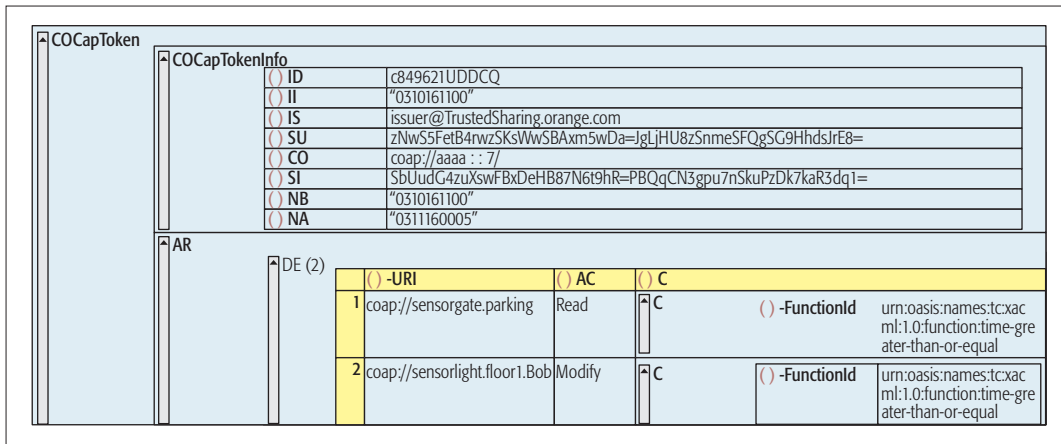 COCapToken
COCapTokenInfo
( ) ID c849621UDDCQ
( ) II "0310161100"
( ) IS issuer@TrustedSharing.orange.com
( ) SU zNwS5FetB4rwzSKsWwSBAxm5wDa=JgLjHU8zSnmeSFQgSG9HhdsJrE8=
( ) CO coap://aaaa : : 7/
( ) SI SbUudG4zuXswFBxDeHB87N6t9hR=PBQqCN3gpu7nSkuPzDk7kaR3dq1=
( ) NB "0310161100"
( ) NA "0311160005"
AR
DE (2)
( ) -URI ( ) AC ( ) C
1 coap://sensorgate.parking Read C ( ) -FunctionId urn:oasis:names:tc:xac
ml:1.0:function:time-gre
ater-than-or-equal
2 coap://sensorlight.floor1.Bob Modify C ( ) -FunctionId urn:oasis:names:tc:xac
ml:1.0:function:time-gre
ater-than-or-equal